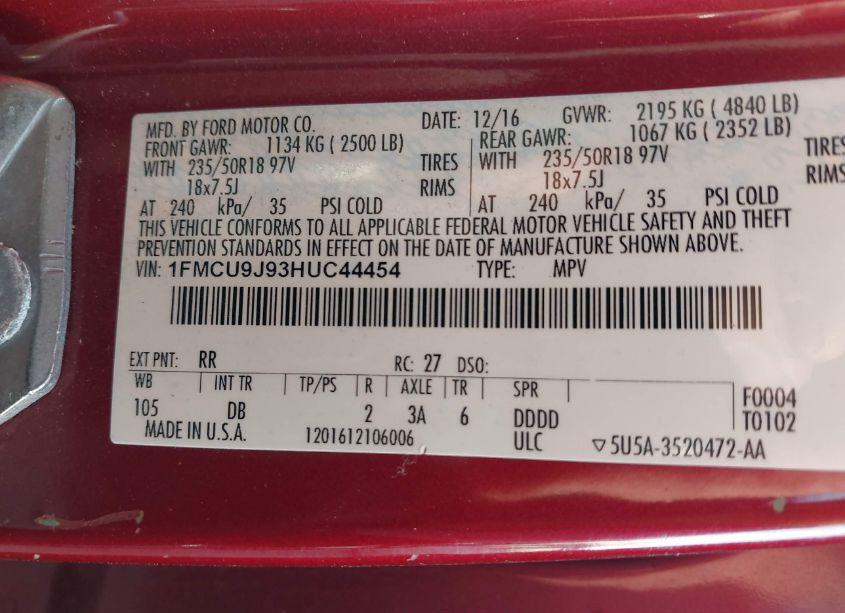 MFD. BY FORD MOTOR CO. DATE: 12/16 GVWR: 2195 KG ( 4840 LB)
FRONT GAWR: 1134 KG ( 2500 LB) REAR GAWR: 1067 KG ( 2352 LB)
WITH 235/50R18 97V TIRES WITH 235/50R18 97V TIRES
18x7.5J RIMS 18x7.5J RIMS
AT 240 kPa/ 35 PSI COLD AT 240 kPa/ 35 PSI COLD
THIS VEHICLE CONFORMS TO ALL APPLICABLE FEDERAL MOTOR VEHICLE SAFETY AND THEFT
PREVENTION STANDARDS IN EFFECT ON THE DATE OF MANUFACTURE SHOWN ABOVE.
VIN: 1FMCU9J93HUC44454 TYPE: MPV
EXT PNT: RR RC: 27 DSO:
WB INT TR TP/PS R AXLE TR SPR F0004
105 DB 2 3A 6 DDDD T0102
MADE IN U.S.A. 1201612106006 ULC ▽5U5A-3520472-AA